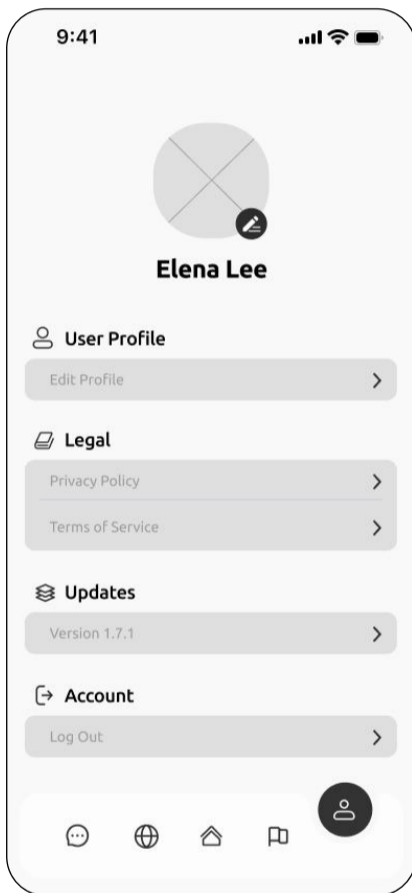 9:41
Elena Lee
User Profile
Edit Profile
Legal
Privacy Policy
Terms of Service
Updates
Version 1.7.1
Account
Log Out